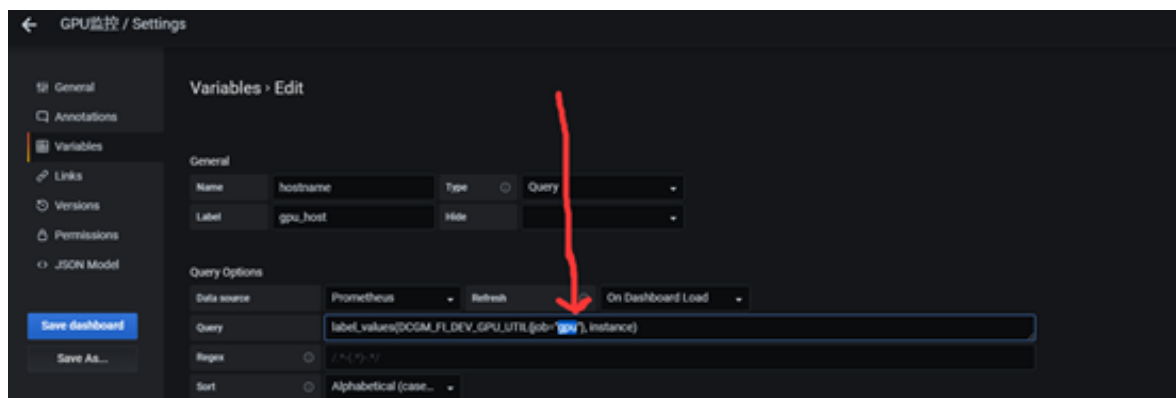 GPU监控 / Settings
General
Annotations
Variables
Links
Versions
Permissions
JSON Model
Save dashboard
Save As...
Variables > Edit
General
Name hostname Type Query
Label gpu_host Hide
Query Options
Data source Prometheus Refresh On Dashboard Load
Query label_values(DCGM_FI_DEV_GPU_UTIL{job="gpu"}, instance)
Regex /.*-(.*)-.*/
Sort Alphabetical (case...